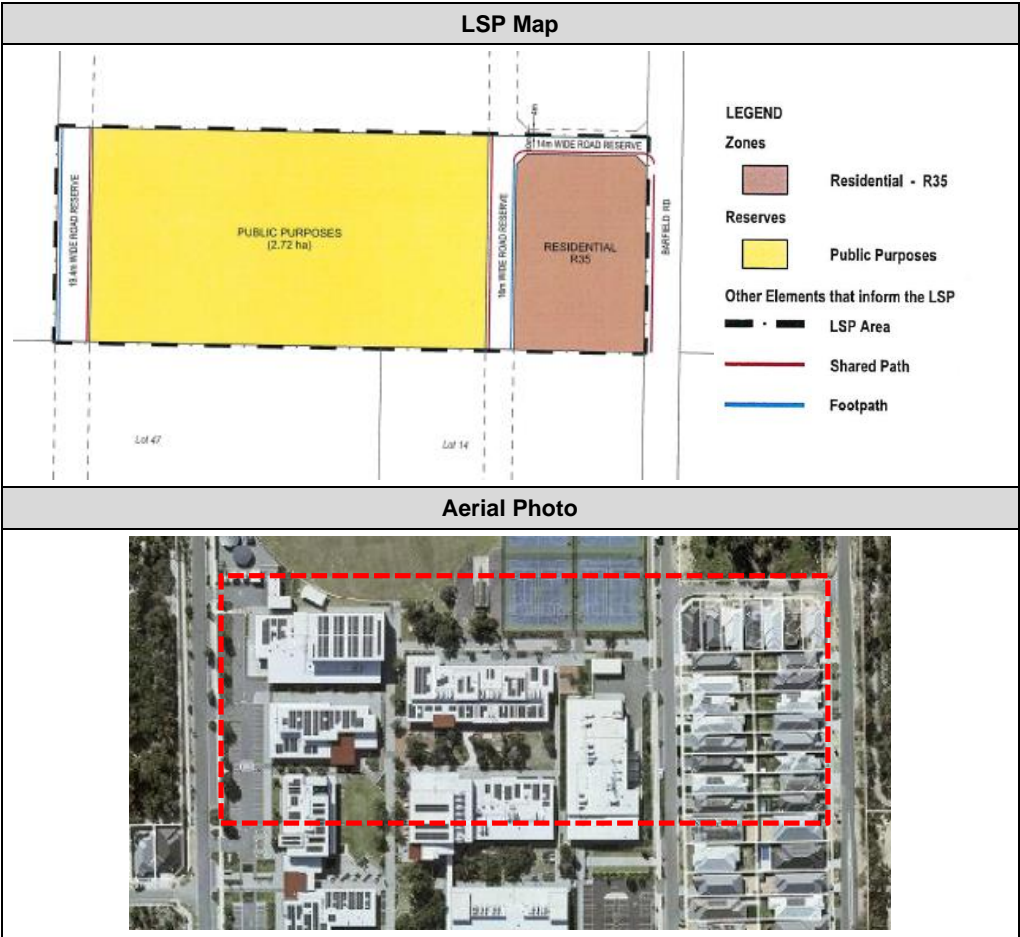 LSP Map
19.4m WIDE ROAD RESERVE
PUBLIC PURPOSES
(2.72 ha)
4m
14m WIDE ROAD RESERVE
16m WIDE ROAD RESERVE
RESIDENTIAL
R35
BARFIELD RD
Lot 47
Lot 14
LEGEND
Zones
Residential - R35
Reserves
Public Purposes
Other Elements that inform the LSP
LSP Area
Shared Path
Footpath
Aerial Photo